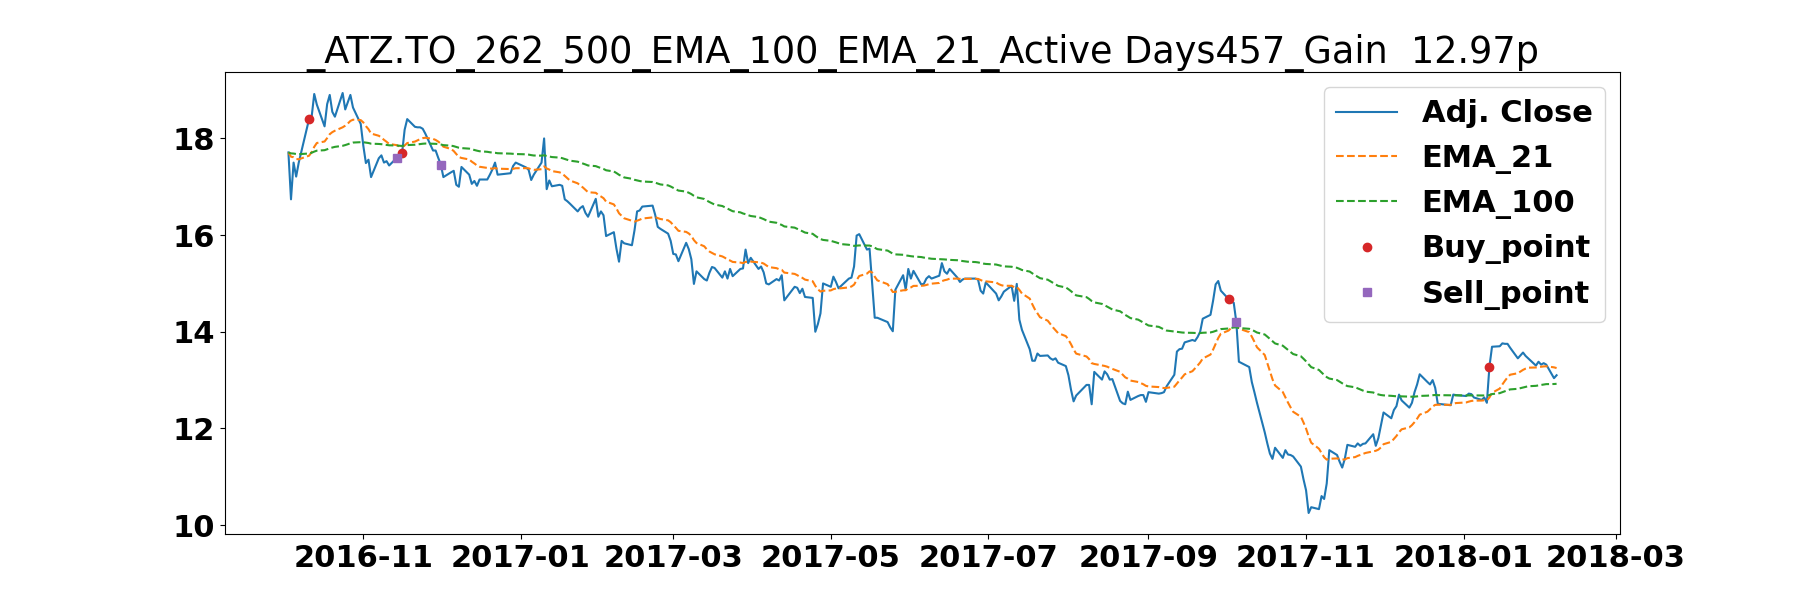 _ATZ.TO_262_500_EMA_100_EMA_21_Active Days457_Gain  12.97p
Adj. Close
EMA_21
EMA_100
Buy_point
Sell_point
18
16
14
12
10
2016-11
2017-01
2017-03
2017-05
2017-07
2017-09
2017-11
2018-01
2018-03